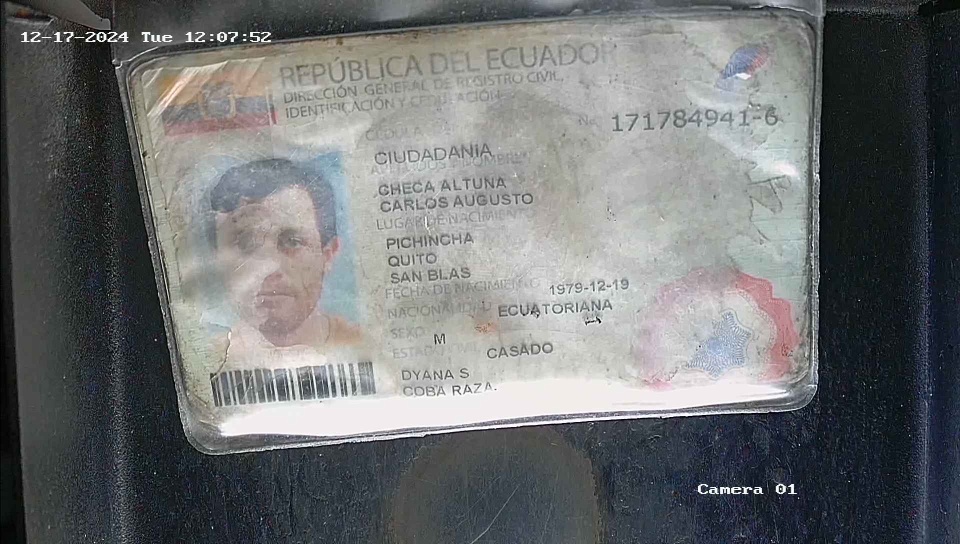 12-17-2024 Tue 12:07:52
REPÚBLICA DEL ECUADOR
DIRECCIÓN GENERAL DE REGISTRO CIVIL,
IDENTIFICACIÓN Y CEDULACIÓN
CÉDULA No. 171784941-6
CIUDADANÍA
APELLIDOS Y NOMBRES
CHECA ALTUNA
CARLOS AUGUSTO
LUGAR DE NACIMIENTO
PICHINCHA
QUITO
SAN BLAS
FECHA DE NACIMIENTO 1979-12-19
NACIONALIDAD ECUATORIANA
SEXO M
ESTADO CIVIL CASADO
DYANA S
COBA RAZA.
Camera 01